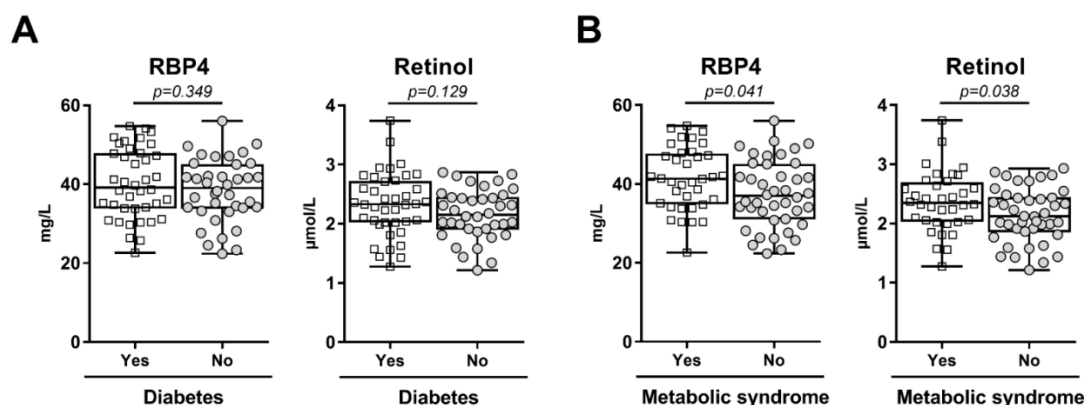 A
RBP4
p=0.349
mg/L
60
40
20
0
Yes No
Diabetes
Retinol
p=0.129
µmol/L
4
3
2
1
0
Yes No
Diabetes
B
RBP4
p=0.041
mg/L
60
40
20
0
Yes No
Metabolic syndrome
Retinol
p=0.038
µmol/L
4
3
2
1
0
Yes No
Metabolic syndrome